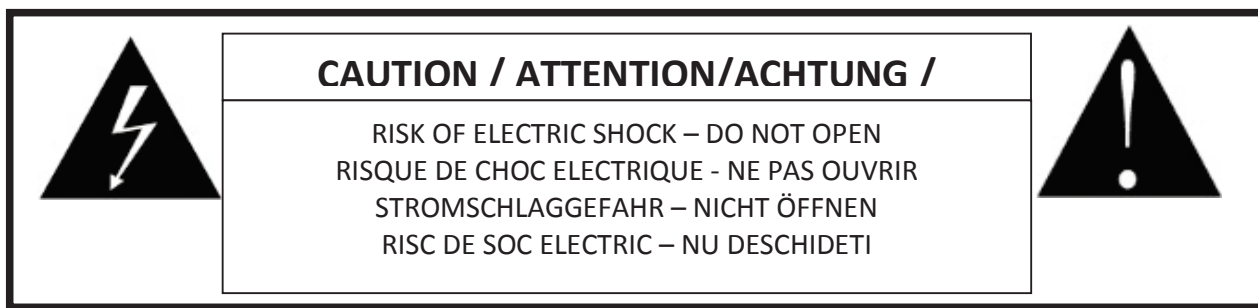 CAUTION / ATTENTION/ACHTUNG /
RISK OF ELECTRIC SHOCK – DO NOT OPEN
RISQUE DE CHOC ELECTRIQUE - NE PAS OUVRIR
STROMSCHLAGGEFAHR – NICHT ÖFFNEN
RISC DE SOC ELECTRIC – NU DESCHIDETI